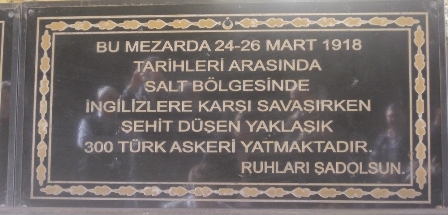 BU MEZARDA 24-26 MART 1918
TARİHLERİ ARASINDA
SALT BÖLGESİNDE
İNGİLİZLERE KARŞI SAVAŞIRKEN
ŞEHİT DÜŞEN YAKLAŞIK
300 TÜRK ASKERİ YATMAKTADIR.
RUHLARI ŞADOLSUN.